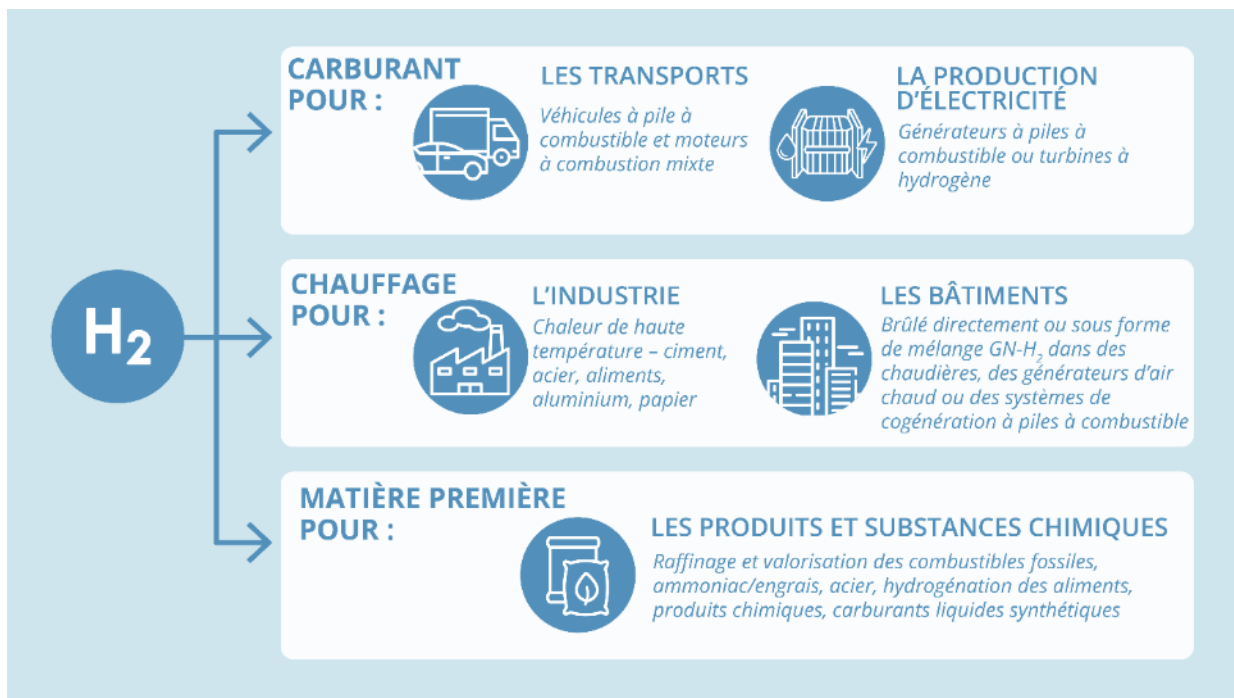 H₂
CARBURANT
POUR :
LES TRANSPORTS
Véhicules à pile à
combustible et moteurs
à combustion mixte
LA PRODUCTION
D'ÉLECTRICITÉ
Générateurs à piles à
combustible ou turbines à
hydrogène
CHAUFFAGE
POUR :
L'INDUSTRIE
Chaleur de haute
température – ciment,
acier, aliments,
aluminium, papier
LES BÂTIMENTS
Brûlé directement ou sous forme
de mélange GN-H₂ dans des
chaudières, des générateurs d'air
chaud ou des systèmes de
cogénération à piles à combustible
MATIÈRE PREMIÈRE
POUR :
LES PRODUITS ET SUBSTANCES CHIMIQUES
Raffinage et valorisation des combustibles fossiles,
ammoniac/engrais, acier, hydrogénation des aliments,
produits chimiques, carburants liquides synthétiques